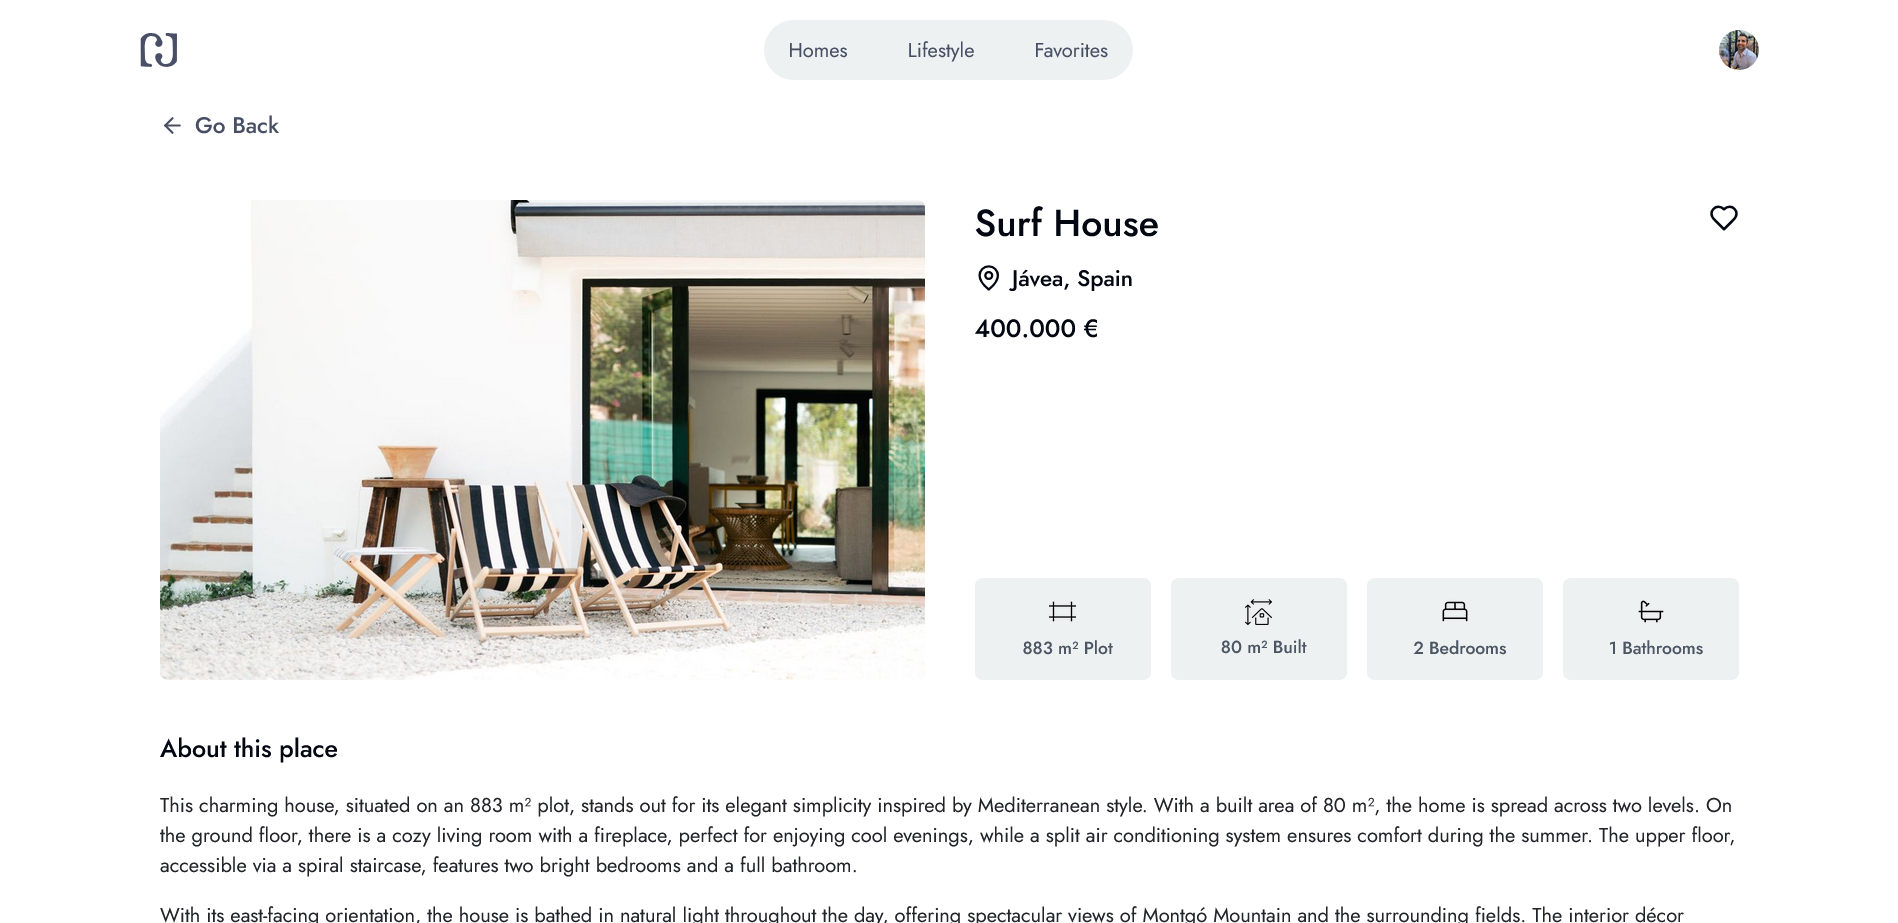 Homes
Lifestyle
Favorites
Go Back
Surf House
Jávea, Spain
400.000 €
883 m² Plot
80 m² Built
2 Bedrooms
1 Bathrooms
About this place
This charming house, situated on an 883 m² plot, stands out for its elegant simplicity inspired by Mediterranean style. With a built area of 80 m², the home is spread across two levels. On
the ground floor, there is a cozy living room with a fireplace, perfect for enjoying cool evenings, while a split air conditioning system ensures comfort during the summer. The upper floor,
accessible via a spiral staircase, features two bright bedrooms and a full bathroom.
With its east-facing orientation, the house is bathed in natural light throughout the day, offering spectacular views of Montgó Mountain and the surrounding fields. The interior décor